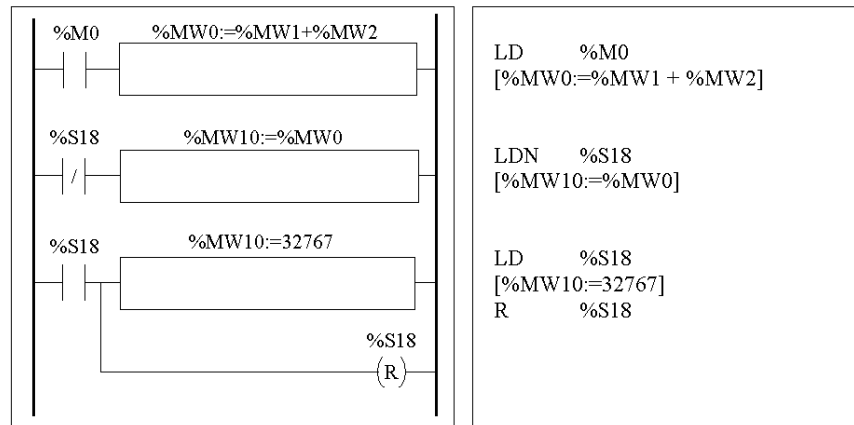 %M0
%MW0:=%MW1+%MW2
%S18
/
%MW10:=%MW0
%S18
%MW10:=32767
%S18
(R)
LD %M0
[%MW0:=%MW1 + %MW2]
LDN %S18
[%MW10:=%MW0]
LD %S18
[%MW10:=32767]
R %S18